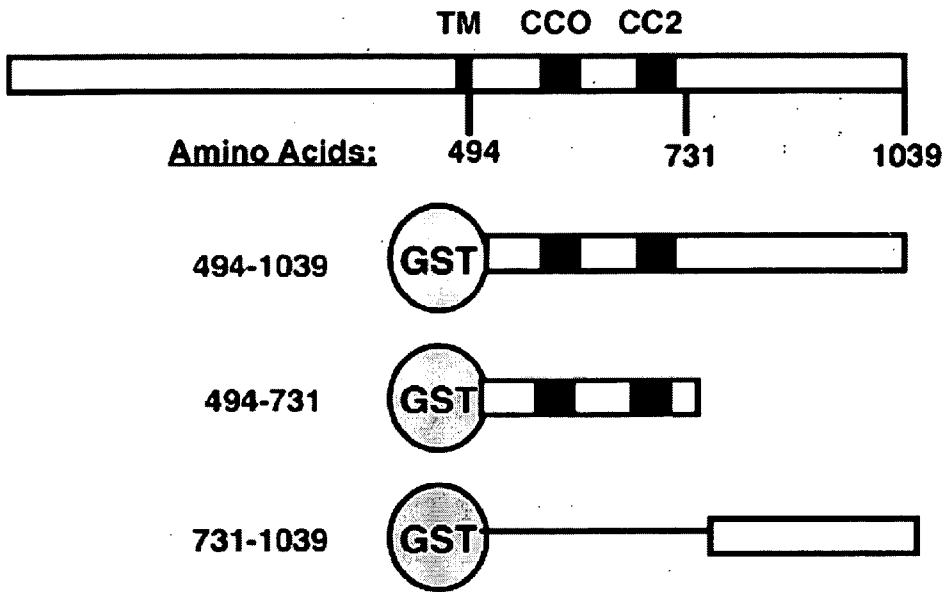 TM CCO CC2
Amino Acids: 494 731 1039
494-1039 GST
494-731 GST
731-1039 GST